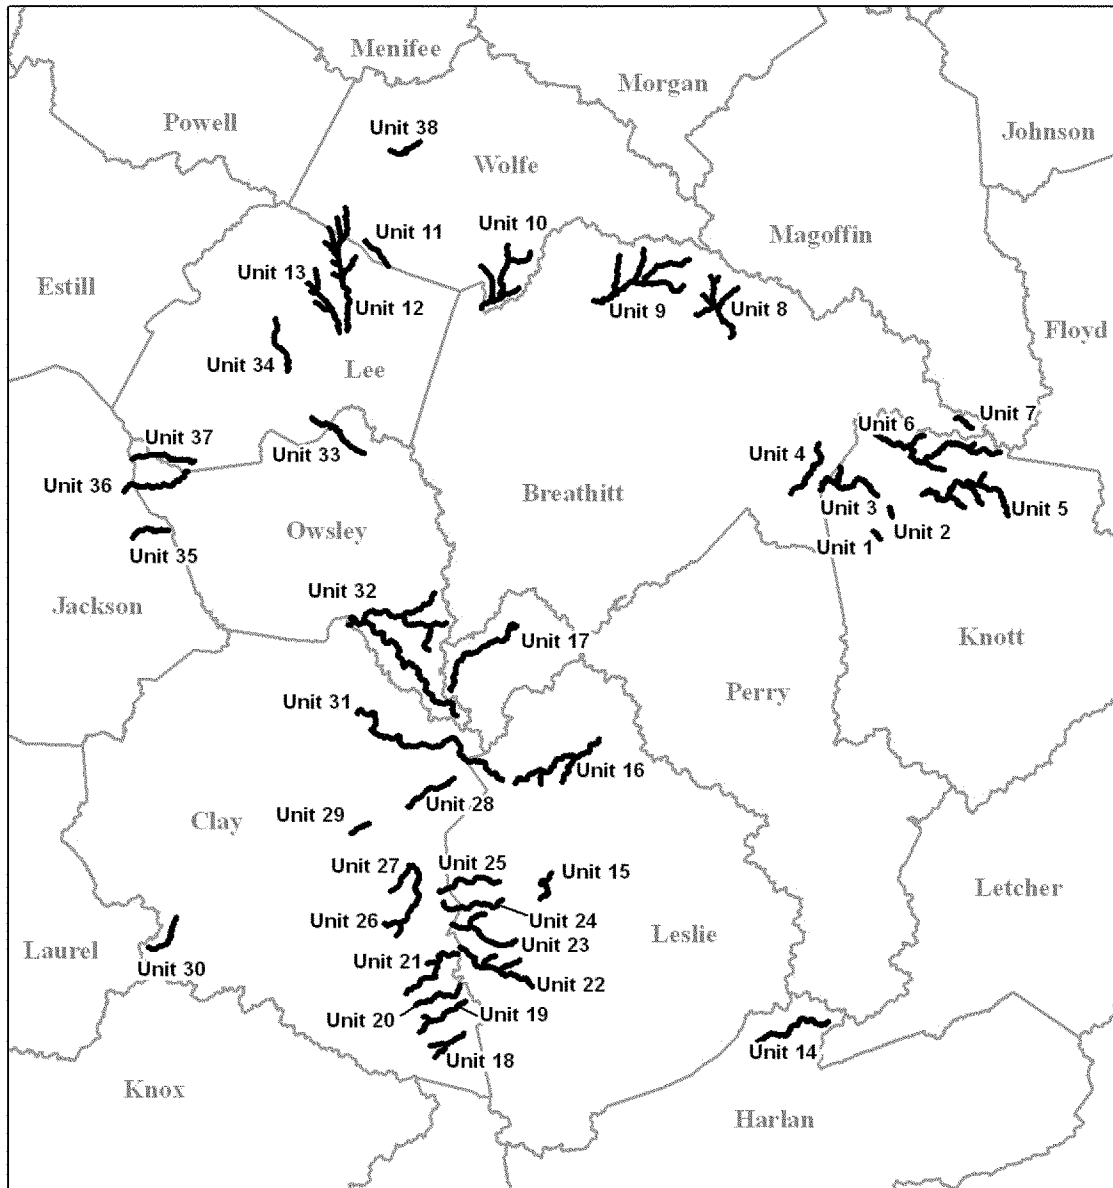 Menifee
Morgan
Powell
Unit 38
Johnson
Wolfe
Unit 10
Unit 11
Magoffin
Unit 13
Estill
Unit 12
Unit 9
Unit 8
Floyd
Unit 34
Lee
Unit 7
Unit 6
Unit 37
Unit 33
Unit 4
Unit 36
Breathitt
Unit 3
Unit 5
Owsley
Unit 2
Unit 35
Unit 1
Unit 32
Jackson
Knott
Unit 17
Perry
Unit 31
Unit 16
Unit 28
Unit 29
Clay
Unit 27
Unit 25
Unit 15
Letcher
Unit 26
Unit 24
Leslie
Unit 23
Laurel
Unit 21
Unit 30
Unit 22
Unit 20
Unit 19
Unit 14
Unit 18
Knox
Harlan